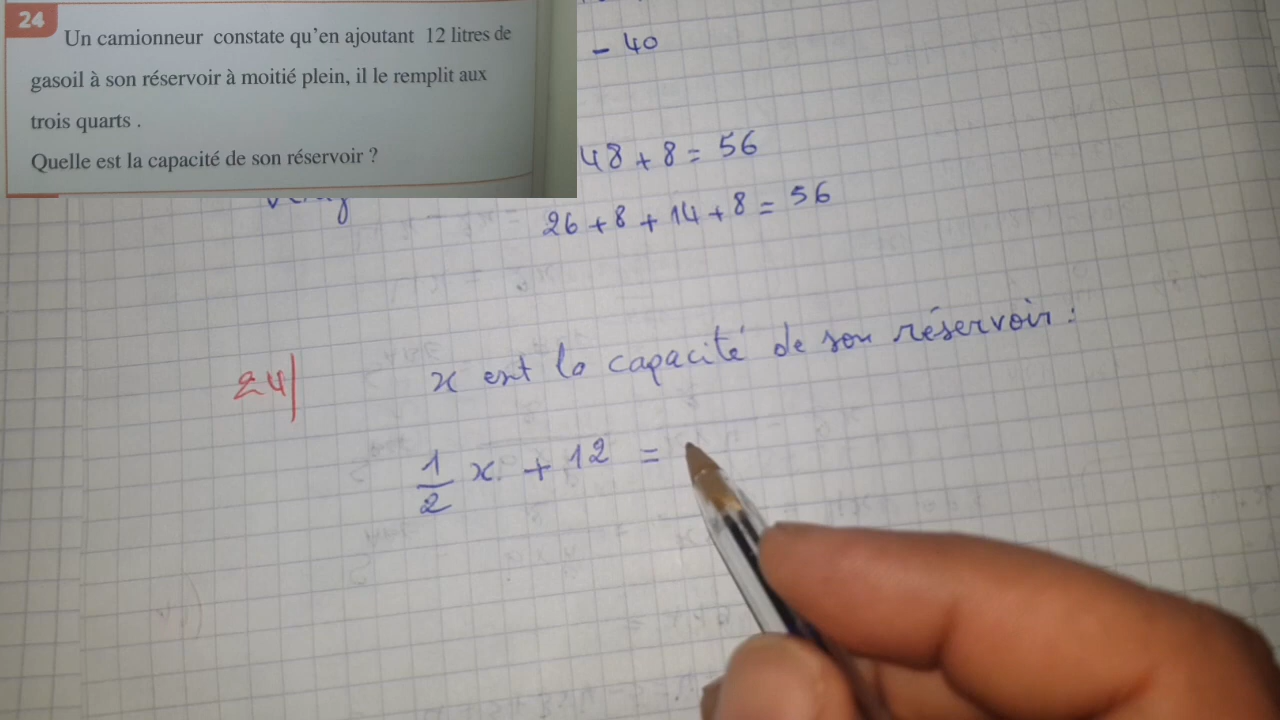 24
Un camionneur constate qu'en ajoutant 12 litres de
gasoil à son réservoir à moitié plein, il le remplit aux
trois quarts .
Quelle est la capacité de son réservoir ?
- 40
48 + 8 = 56
26 + 8 + 14 + 8 = 56
24| x est la capacité de son réservoir :
1/2 x + 12 =